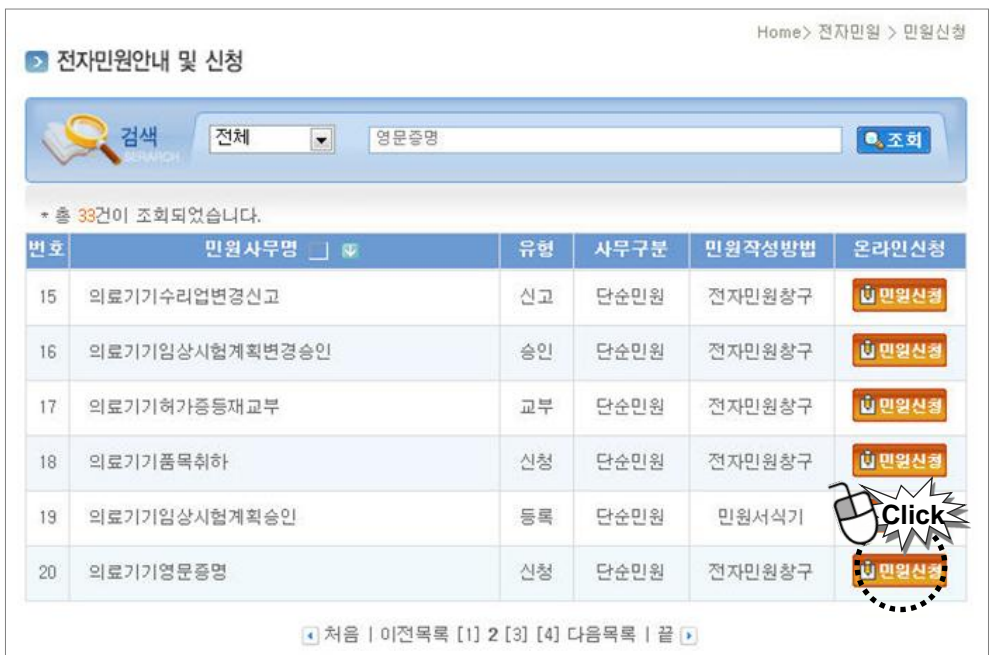 Home> 전자민원 > 민원신청
전자민원안내 및 신청
검색 SERARCH 전체 영문증명 조회
* 총 33건이 조회되었습니다.
번호 민원사무명 유형 사무구분 민원작성방법 온라인신청
15 의료기기수리업변경신고 신고 단순민원 전자민원창구 민원신청
16 의료기기임상시험계획변경승인 승인 단순민원 전자민원창구 민원신청
17 의료기기허가증등재교부 교부 단순민원 전자민원창구 민원신청
18 의료기기품목취하 신청 단순민원 전자민원창구 민원신청
19 의료기기임상시험계획승인 등록 단순민원 민원서식기 Click
20 의료기기영문증명 신청 단순민원 전자민원창구 민원신청
처음 | 이전목록 [1] 2 [3] [4] 다음목록 | 끝